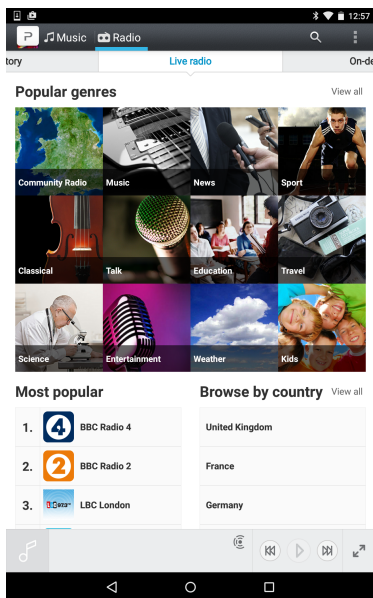 12:57
Music Radio
tory Live radio On-de
Popular genres View all
Community Radio Music News Sport
Classical Talk Education Travel
Science Entertainment Weather Kids
Most popular Browse by country View all
1. 4 BBC Radio 4 United Kingdom
2. 2 BBC Radio 2 France
3. LBC London Germany